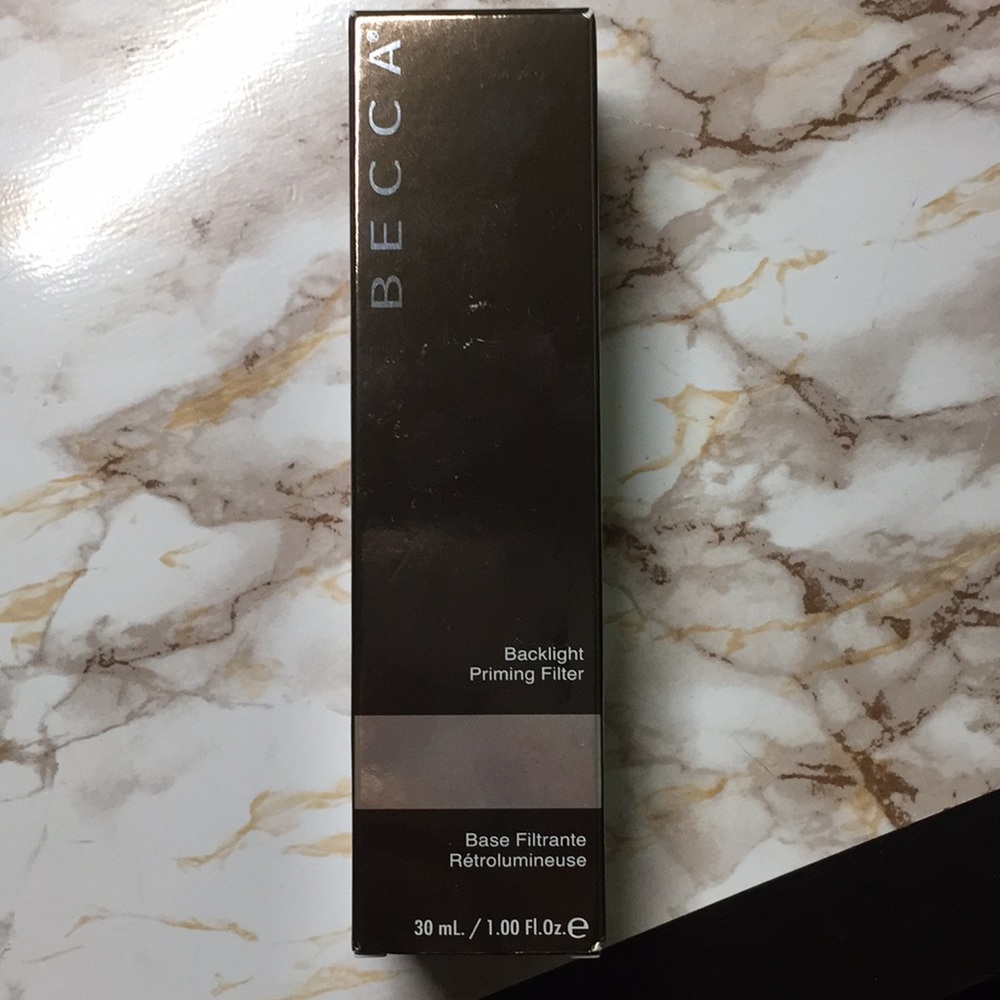 BECCA®
Backlight
Priming Filter
Base Filtrante
Rétrolumineuse
30 mL. / 1.00 Fl.Oz.e